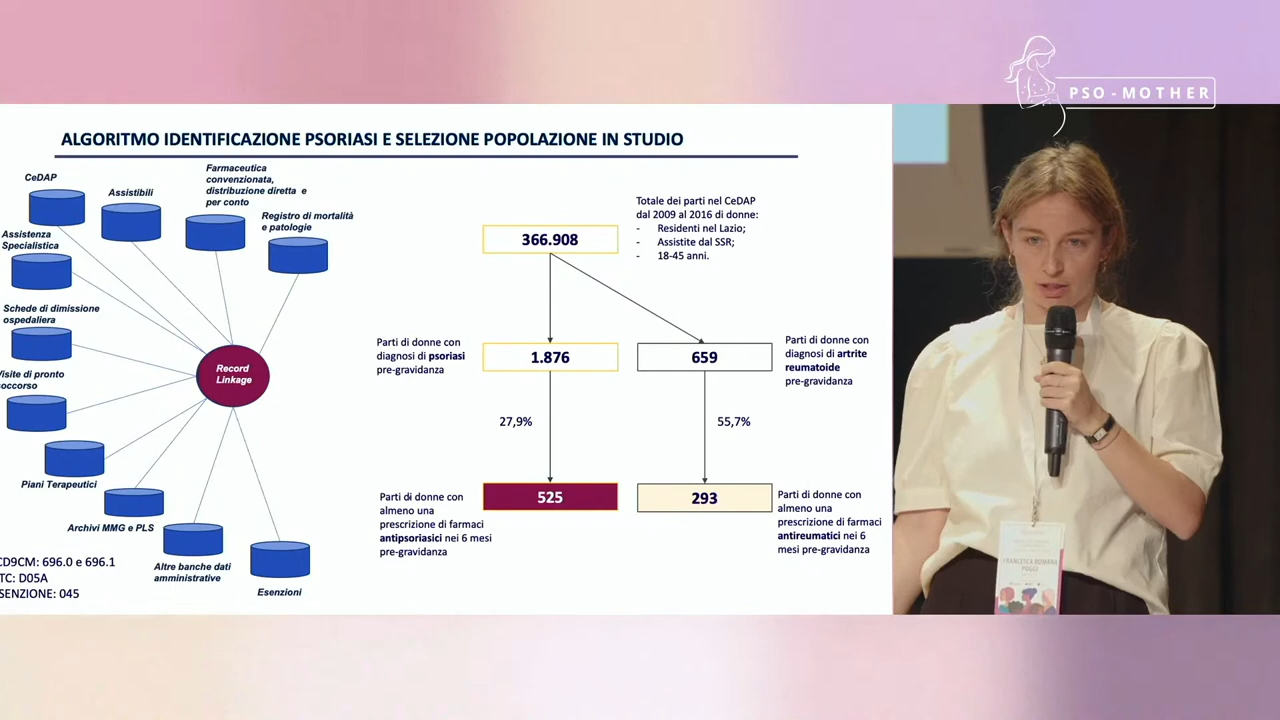 PSO-MOTHER
ALGORITMO IDENTIFICAZIONE PSORIASI E SELEZIONE POPOLAZIONE IN STUDIO
CeDAP
Assistibili
Farmaceutica
convenzionata,
distribuzione diretta e
per conto
Registro di mortalità
e patologie
Assistenza
Specialistica
Schede di dimissione
ospedaliera
Visite di pronto
soccorso
Piani Terapeutici
Archivi MMG e PLS
Altre banche dati
amministrative
Esenzioni
Record
Linkage
CD9CM: 696.0 e 696.1
TC: D05A
SENZIONE: 045
366.908
Totale dei parti nel CeDAP
dal 2009 al 2016 di donne:
- Residenti nel Lazio;
- Assistite dal SSR;
- 18-45 anni.
Parti di donne con
diagnosi di psoriasi
pre-gravidanza
1.876
659
Parti di donne con
diagnosi di artrite
reumatoide
pre-gravidanza
27,9%
55,7%
Parti di donne con
almeno una
prescrizione di farmaci
antipsoriasici nei 6 mesi
pre-gravidanza
525
293
Parti di donne con
almeno una
prescrizione di farmaci
antireumatici nei 6
mesi pre-gravidanza
FRANCESCA ROMANA
POGGI